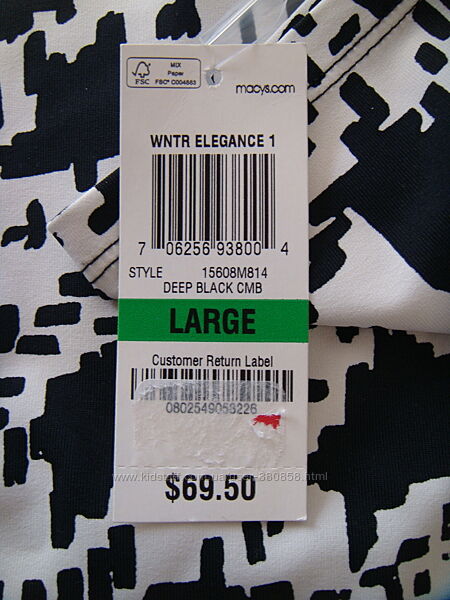 MIX
Paper
FSC
FSC® C004863
macys.com
WNTR ELEGANCE 1
7 06256 93800 4
STYLE 15608M814
DEEP BLACK CMB
LARGE
Customer Return Label
0802549053226
$69.50